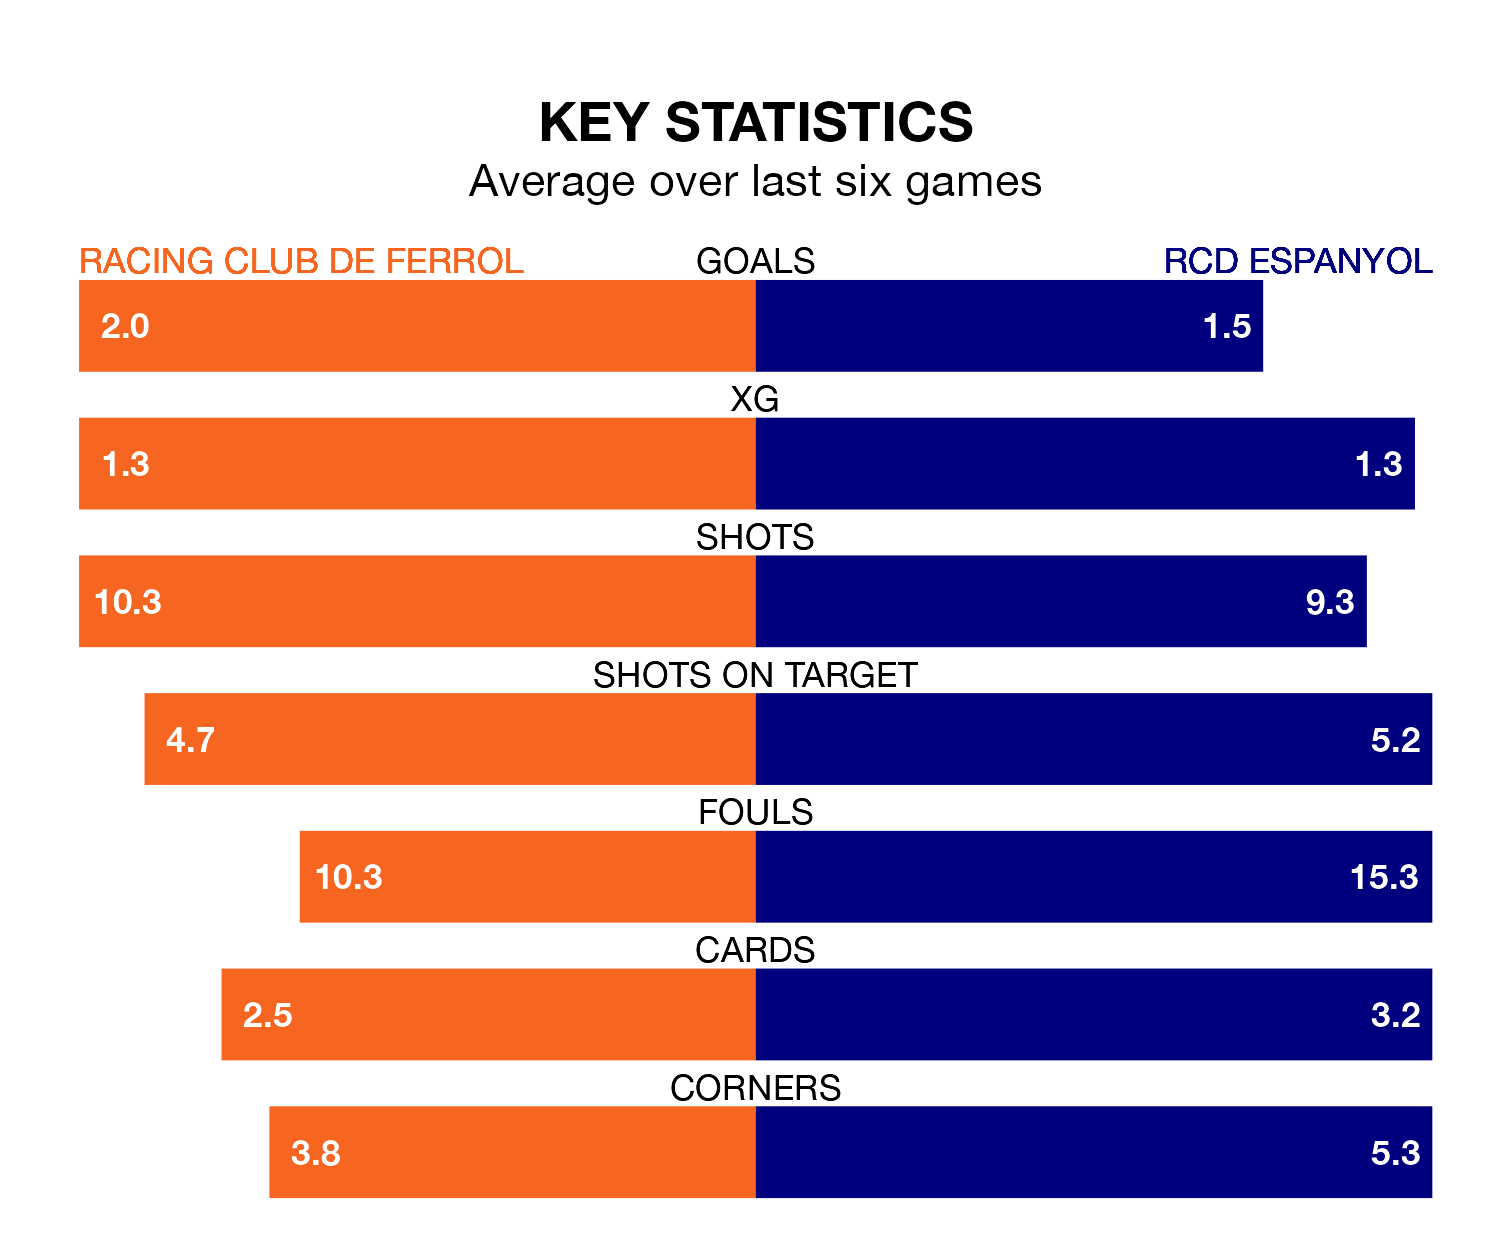 KEY STATISTICS
Average over last six games
RACING CLUB DE FERROL GOALS RCD ESPANYOL
2.0 1.5
XG
1.3 1.3
SHOTS
10.3 9.3
SHOTS ON TARGET
4.7 5.2
FOULS
10.3 15.3
CARDS
2.5 3.2
CORNERS
3.8 5.3